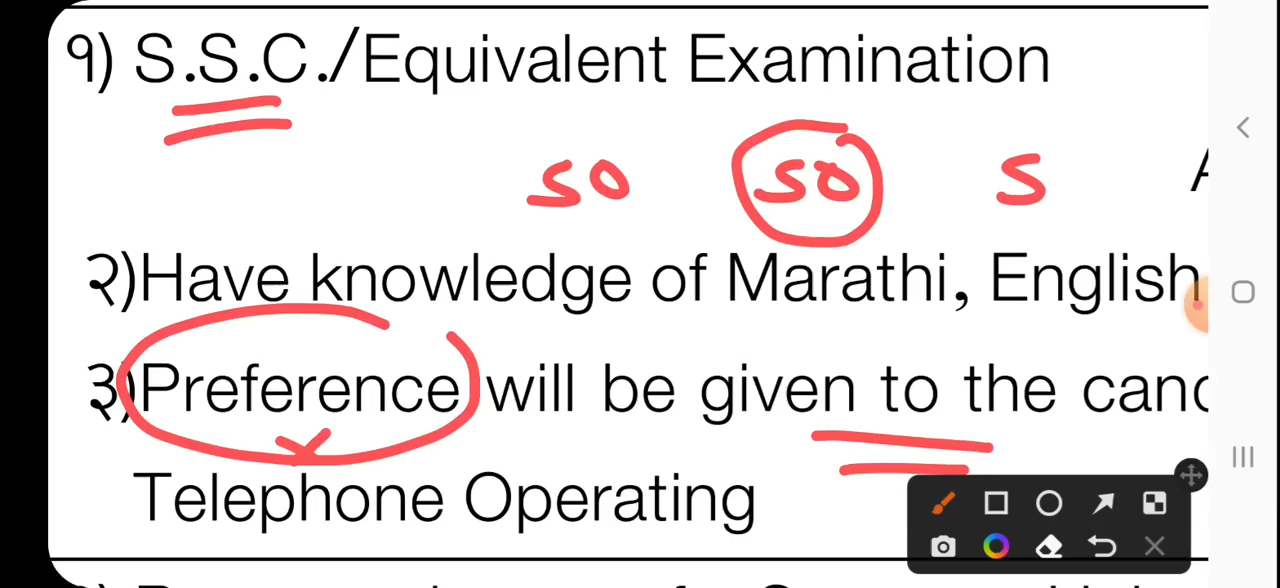 १) S.S.C./Equivalent Examination
50 50 5
२)Have knowledge of Marathi, English
३)Preference will be given to the
Telephone Operating